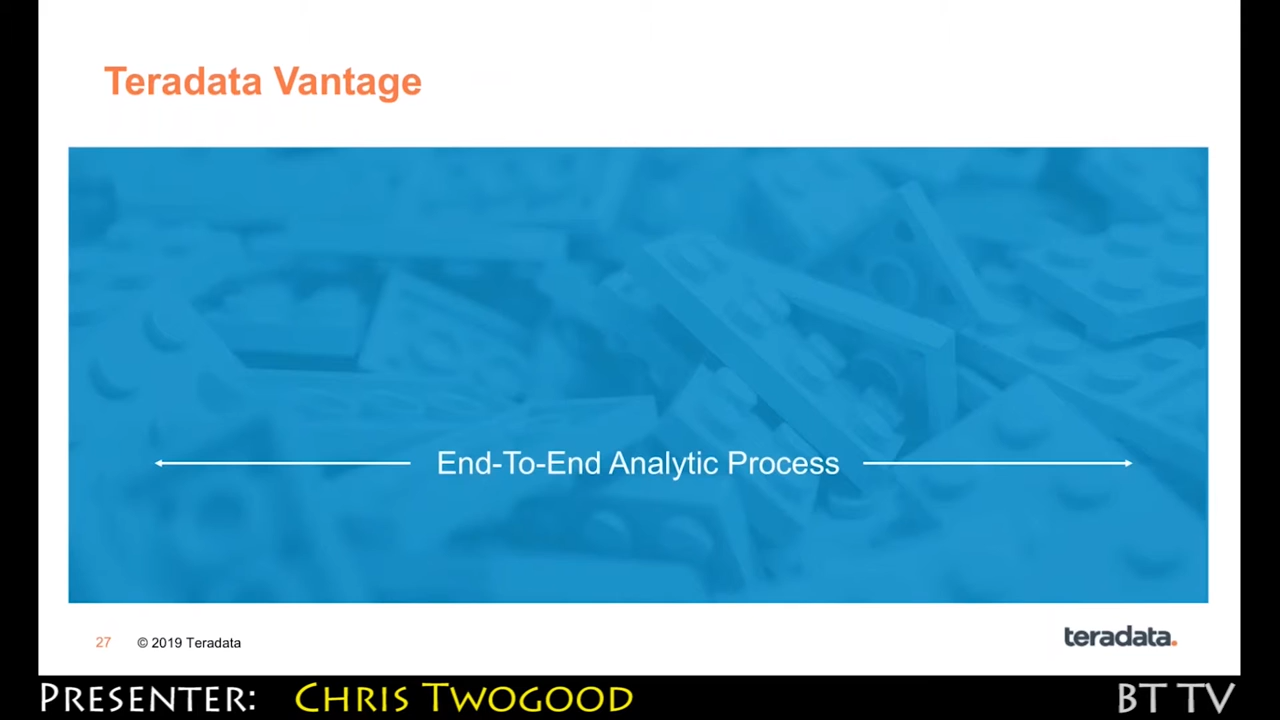 Teradata Vantage
End-To-End Analytic Process
27 © 2019 Teradata
teradata.
PRESENTER: CHRIS TWOGOOD
BT TV